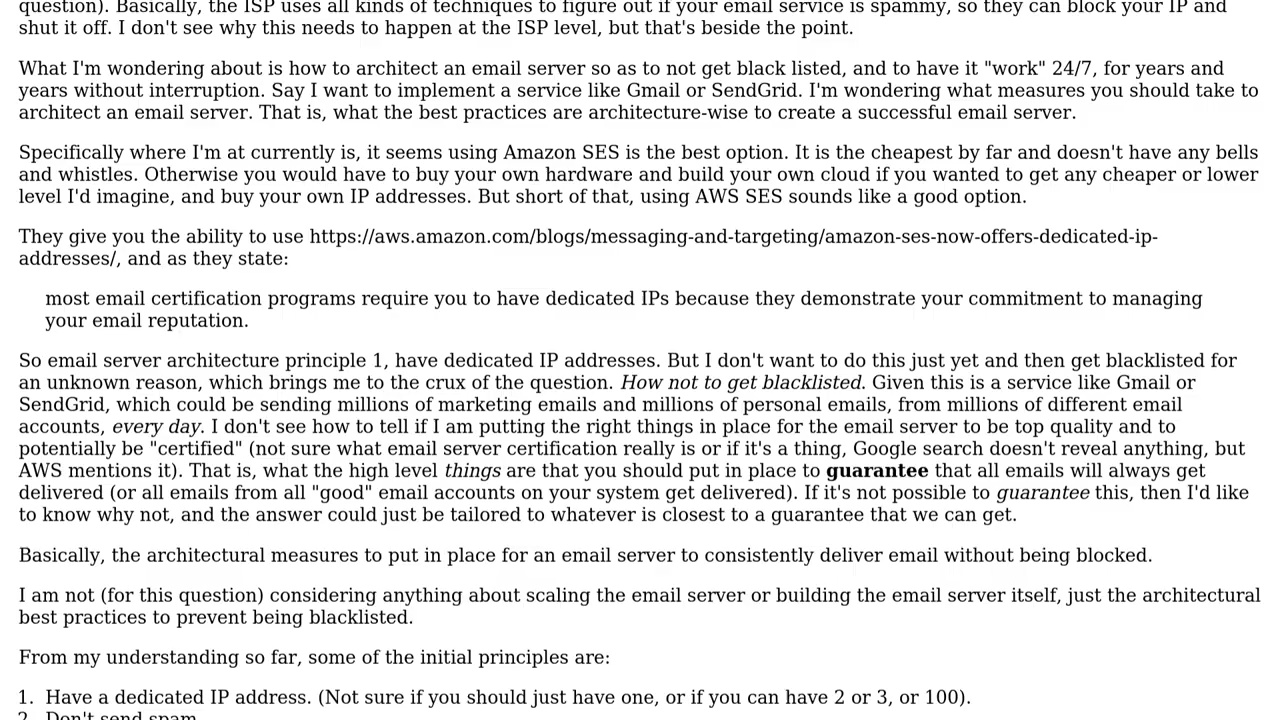 question). Basically, the ISP uses all kinds of techniques to figure out if your email service is spammy, so they can block your IP and
shut it off. I don't see why this needs to happen at the ISP level, but that's beside the point.
What I'm wondering about is how to architect an email server so as to not get black listed, and to have it "work" 24/7, for years and
years without interruption. Say I want to implement a service like Gmail or SendGrid. I'm wondering what measures you should take to
architect an email server. That is, what the best practices are architecture-wise to create a successful email server.
Specifically where I'm at currently is, it seems using Amazon SES is the best option. It is the cheapest by far and doesn't have any bells
and whistles. Otherwise you would have to buy your own hardware and build your own cloud if you wanted to get any cheaper or lower
level I'd imagine, and buy your own IP addresses. But short of that, using AWS SES sounds like a good option.
They give you the ability to use https://aws.amazon.com/blogs/messaging-and-targeting/amazon-ses-now-offers-dedicated-ip-
addresses/, and as they state:
most email certification programs require you to have dedicated IPs because they demonstrate your commitment to managing
your email reputation.
So email server architecture principle 1, have dedicated IP addresses. But I don't want to do this just yet and then get blacklisted for
an unknown reason, which brings me to the crux of the question. How not to get blacklisted. Given this is a service like Gmail or
SendGrid, which could be sending millions of marketing emails and millions of personal emails, from millions of different email
accounts, every day. I don't see how to tell if I am putting the right things in place for the email server to be top quality and to
potentially be "certified" (not sure what email server certification really is or if it's a thing, Google search doesn't reveal anything, but
AWS mentions it). That is, what the high level things are that you should put in place to guarantee that all emails will always get
delivered (or all emails from all "good" email accounts on your system get delivered). If it's not possible to guarantee this, then I'd like
to know why not, and the answer could just be tailored to whatever is closest to a guarantee that we can get.
Basically, the architectural measures to put in place for an email server to consistently deliver email without being blocked.
I am not (for this question) considering anything about scaling the email server or building the email server itself, just the architectural
best practices to prevent being blacklisted.
From my understanding so far, some of the initial principles are:
1. Have a dedicated IP address. (Not sure if you should just have one, or if you can have 2 or 3, or 100).
2. Don't send spam